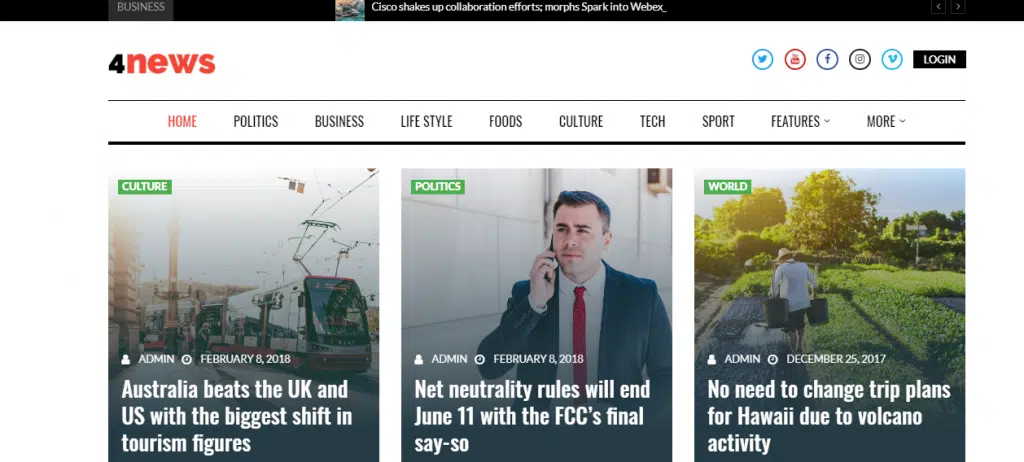 BUSINESS
Cisco shakes up collaboration efforts; morphs Spark into Webex_
4news
LOGIN
HOME POLITICS BUSINESS LIFE STYLE FOODS CULTURE TECH SPORT FEATURES MORE
CULTURE
ADMIN FEBRUARY 8, 2018
Australia beats the UK and
US with the biggest shift in
tourism figures
POLITICS
ADMIN FEBRUARY 8, 2018
Net neutrality rules will end
June 11 with the FCC’s final
say-so
WORLD
ADMIN DECEMBER 25, 2017
No need to change trip plans
for Hawaii due to volcano
activity